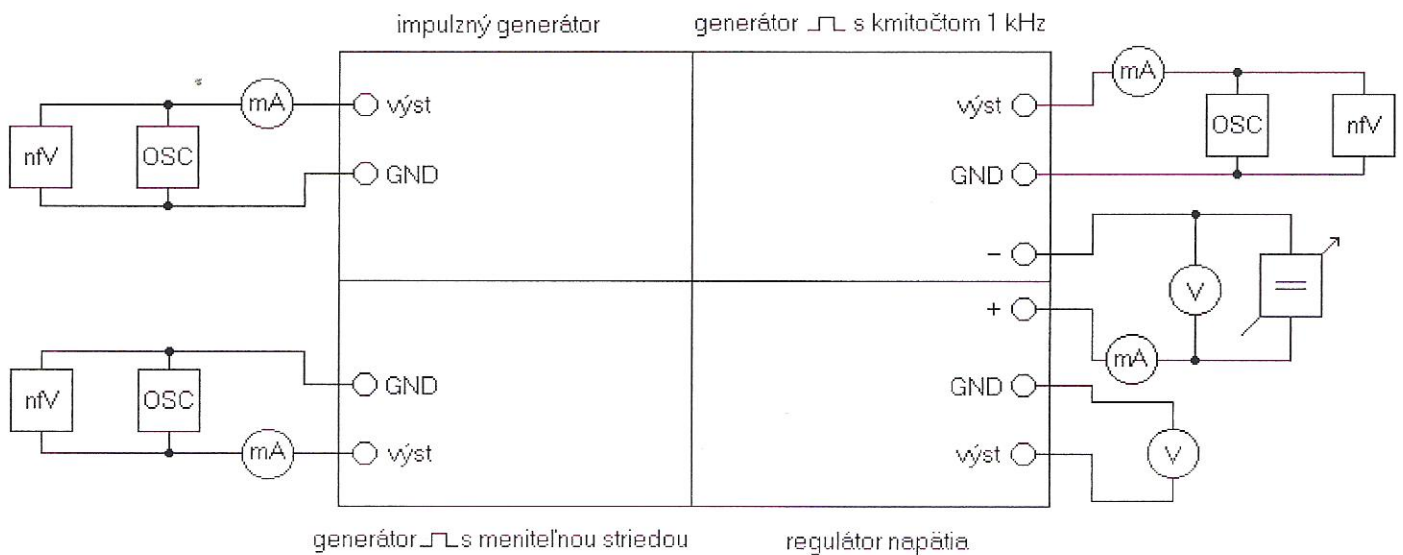 impulzný generátor
generátor s kmitočtom 1 kHz
nfV
OSC
mA
výst
GND
výst
GND
mA
OSC
nfV
−
+
V
mA
nfV
OSC
mA
GND
výst
GND
výst
V
generátor s meniteľnou striedou
regulátor napätia